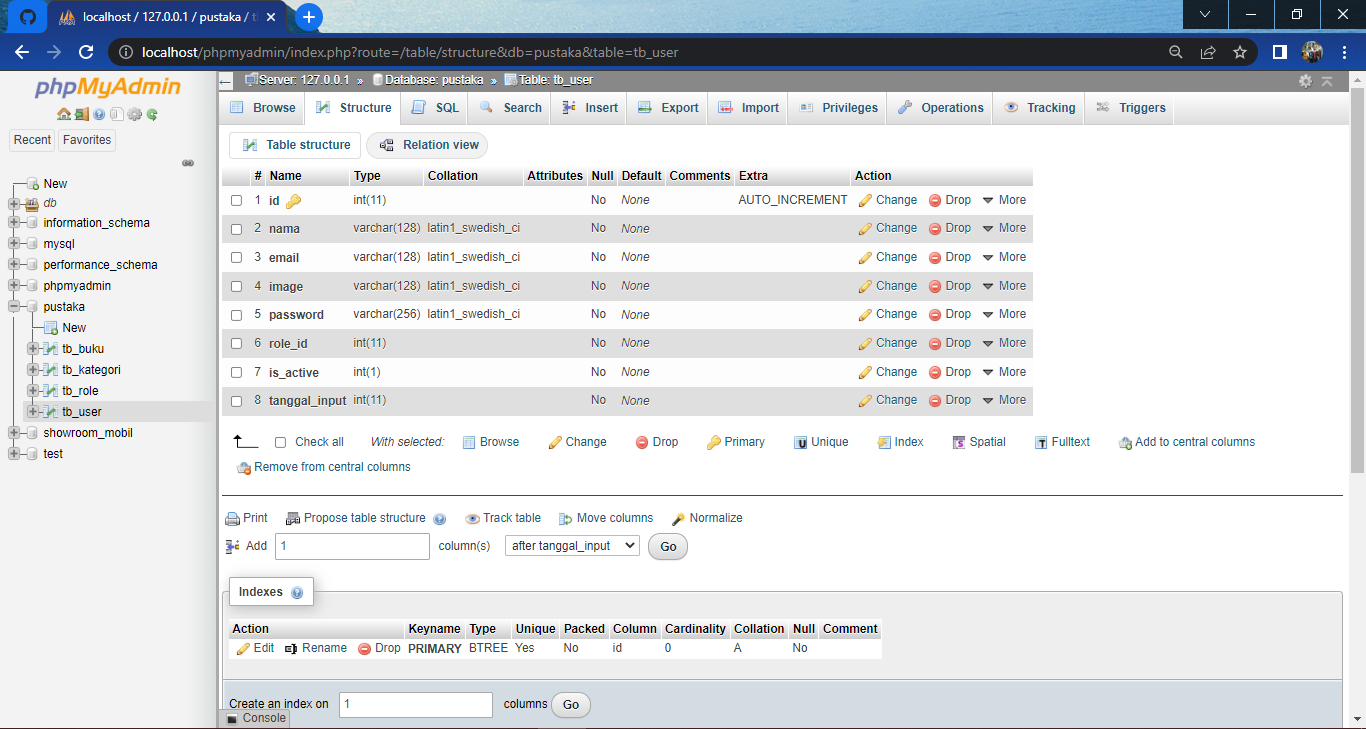 localhost / 127.0.0.1 / pustaka / t
localhost/phpmyadmin/index.php?route=/table/structure&db=pustaka&table=tb_user
phpMyAdmin
Recent Favorites
New
db
information_schema
mysql
performance_schema
phpmyadmin
pustaka
New
tb_buku
tb_kategori
tb_role
tb_user
showroom_mobil
test
Server: 127.0.0.1 » Database: pustaka » Table: tb_user
Browse Structure SQL Search Insert Export Import Privileges Operations Tracking Triggers
Table structure Relation view
# Name Type Collation Attributes Null Default Comments Extra Action
1 id int(11) No None AUTO_INCREMENT Change Drop More
2 nama varchar(128) latin1_swedish_ci No None Change Drop More
3 email varchar(128) latin1_swedish_ci No None Change Drop More
4 image varchar(128) latin1_swedish_ci No None Change Drop More
5 password varchar(256) latin1_swedish_ci No None Change Drop More
6 role_id int(11) No None Change Drop More
7 is_active int(1) No None Change Drop More
8 tanggal_input int(11) No None Change Drop More
Check all With selected: Browse Change Drop Primary Unique Index Spatial Fulltext Add to central columns
Remove from central columns
Print Propose table structure Track table Move columns Normalize
Add 1 column(s) after tanggal_input Go
Indexes
Action Keyname Type Unique Packed Column Cardinality Collation Null Comment
Edit Rename Drop PRIMARY BTREE Yes No id 0 A No
Create an index on 1 columns Go
Console